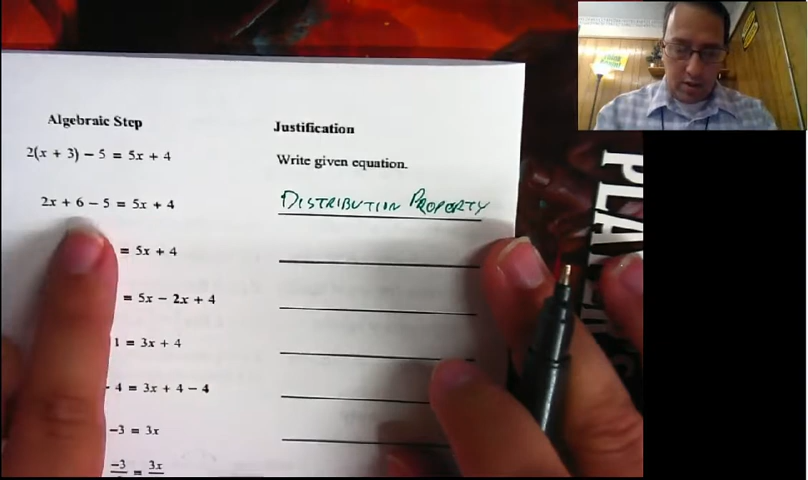 Algebraic Step
Justification
2(x + 3) − 5 = 5x + 4
Write given equation.
2x + 6 − 5 = 5x + 4
DISTRIBUTION PROPERTY
= 5x + 4
= 5x − 2x + 4
1 = 3x + 4
4 = 3x + 4 − 4
−3 = 3x
−3 = 3x
PLA